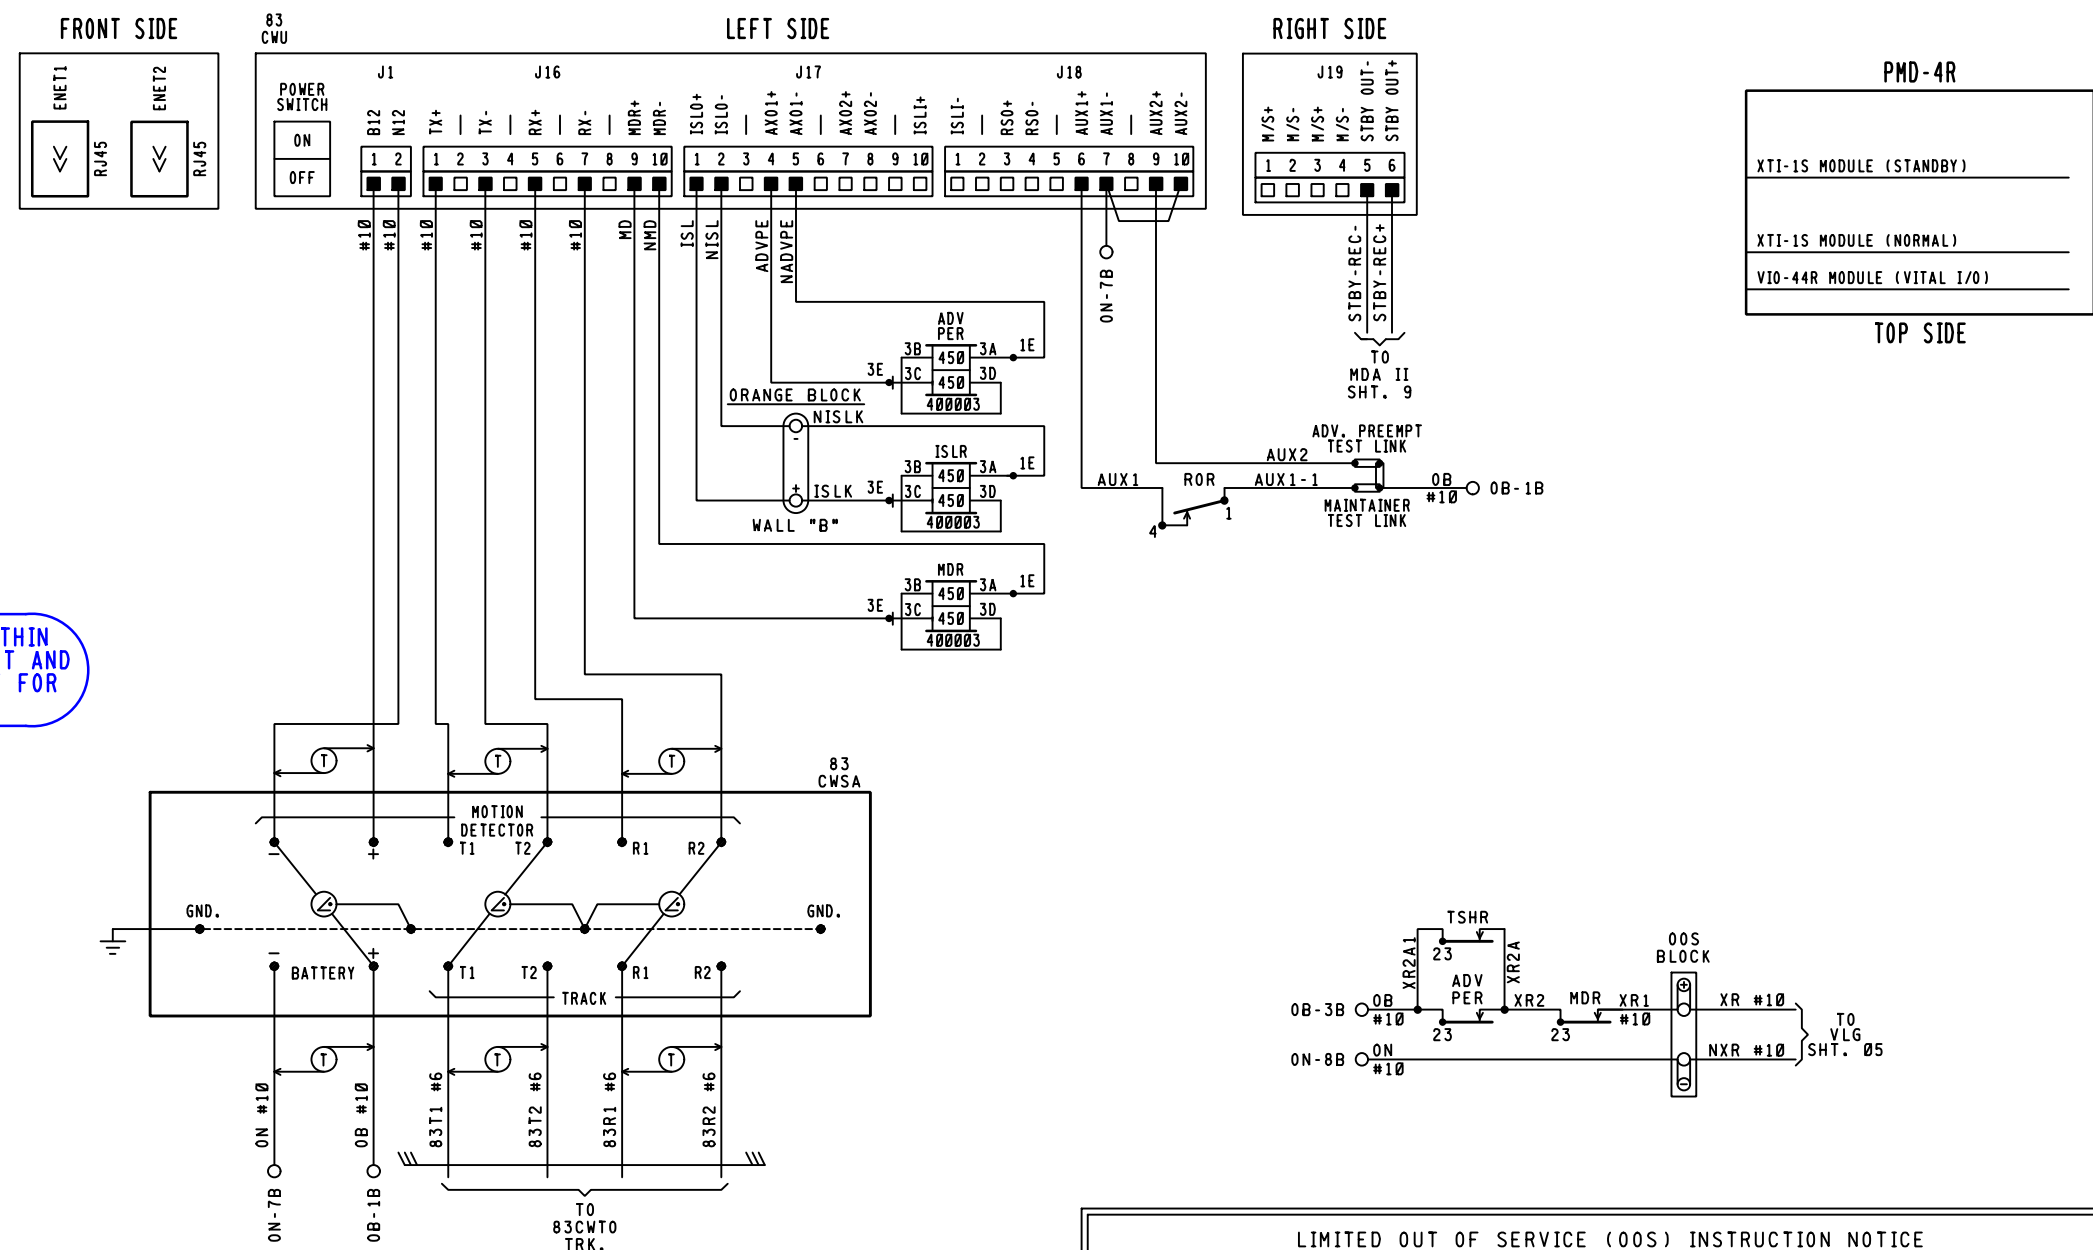 FRONT SIDE
ENET1
RJ45
ENET2
RJ45
83
CWU
LEFT SIDE
POWER
SWITCH
ON
OFF
J1
B12 N12
1 2
J16
TX+ — TX- — RX+ — RX- — MDR+ MDR-
1 2 3 4 5 6 7 8 9 10
J17
ISLO+ ISLO- — AXO1+ AXO1- — AXO2+ AXO2- — ISLI+
1 2 3 4 5 6 7 8 9 10
J18
ISLI- — RSO+ RSO- — AUX1+ AUX1- — AUX2+ AUX2-
1 2 3 4 5 6 7 8 9 10
RIGHT SIDE
J19
M/S+ M/S- M/S+ M/S- STBY OUT- STBY OUT+
1 2 3 4 5 6
PMD-4R
XTI-1S MODULE (STANDBY)
XTI-1S MODULE (NORMAL)
VIO-44R MODULE (VITAL I/O)
TOP SIDE
#10 #10 #10 #10 #10 #10 MD NMD ISL NISL ADVPE NADVPE
ON-7B
STBY-REC- STBY-REC+
TO
MDA II
SHT. 9
ADV
PER
3B 450 3A 1E
3E 3C 450 3D
400003
ORANGE BLOCK
NISLK
-
+
ISLK
WALL "B"
ISLR
3B 450 3A 1E
3E 3C 450 3D
400003
MDR
3B 450 3A 1E
3E 3C 450 3D
400003
ADV. PREEMPT
TEST LINK
AUX2
AUX1 ROR AUX1-1
4 1
OB
#10
OB-1B
MAINTAINER
TEST LINK
THIN
T AND
FOR
T T T
83
CWSA
MOTION
DETECTOR
- + T1 T2 R1 R2
GND. GND.
- + BATTERY T1 T2 R1 R2
TRACK
T T T
ON #10 OB #10 83T1 #6 83T2 #6 83R1 #6 83R2 #6
ON-7B OB-1B
TO
83CWTO
TRK.
TSHR
23
XR2A1 XR2A
ADV
PER
23
OB-3B OB
#10
XR2 MDR XR1
23 #10
OOS
BLOCK
+
-
XR #10
ON-8B ON
#10
NXR #10
TO
VLG
SHT. 05
LIMITED OUT OF SERVICE (OOS) INSTRUCTION NOTICE